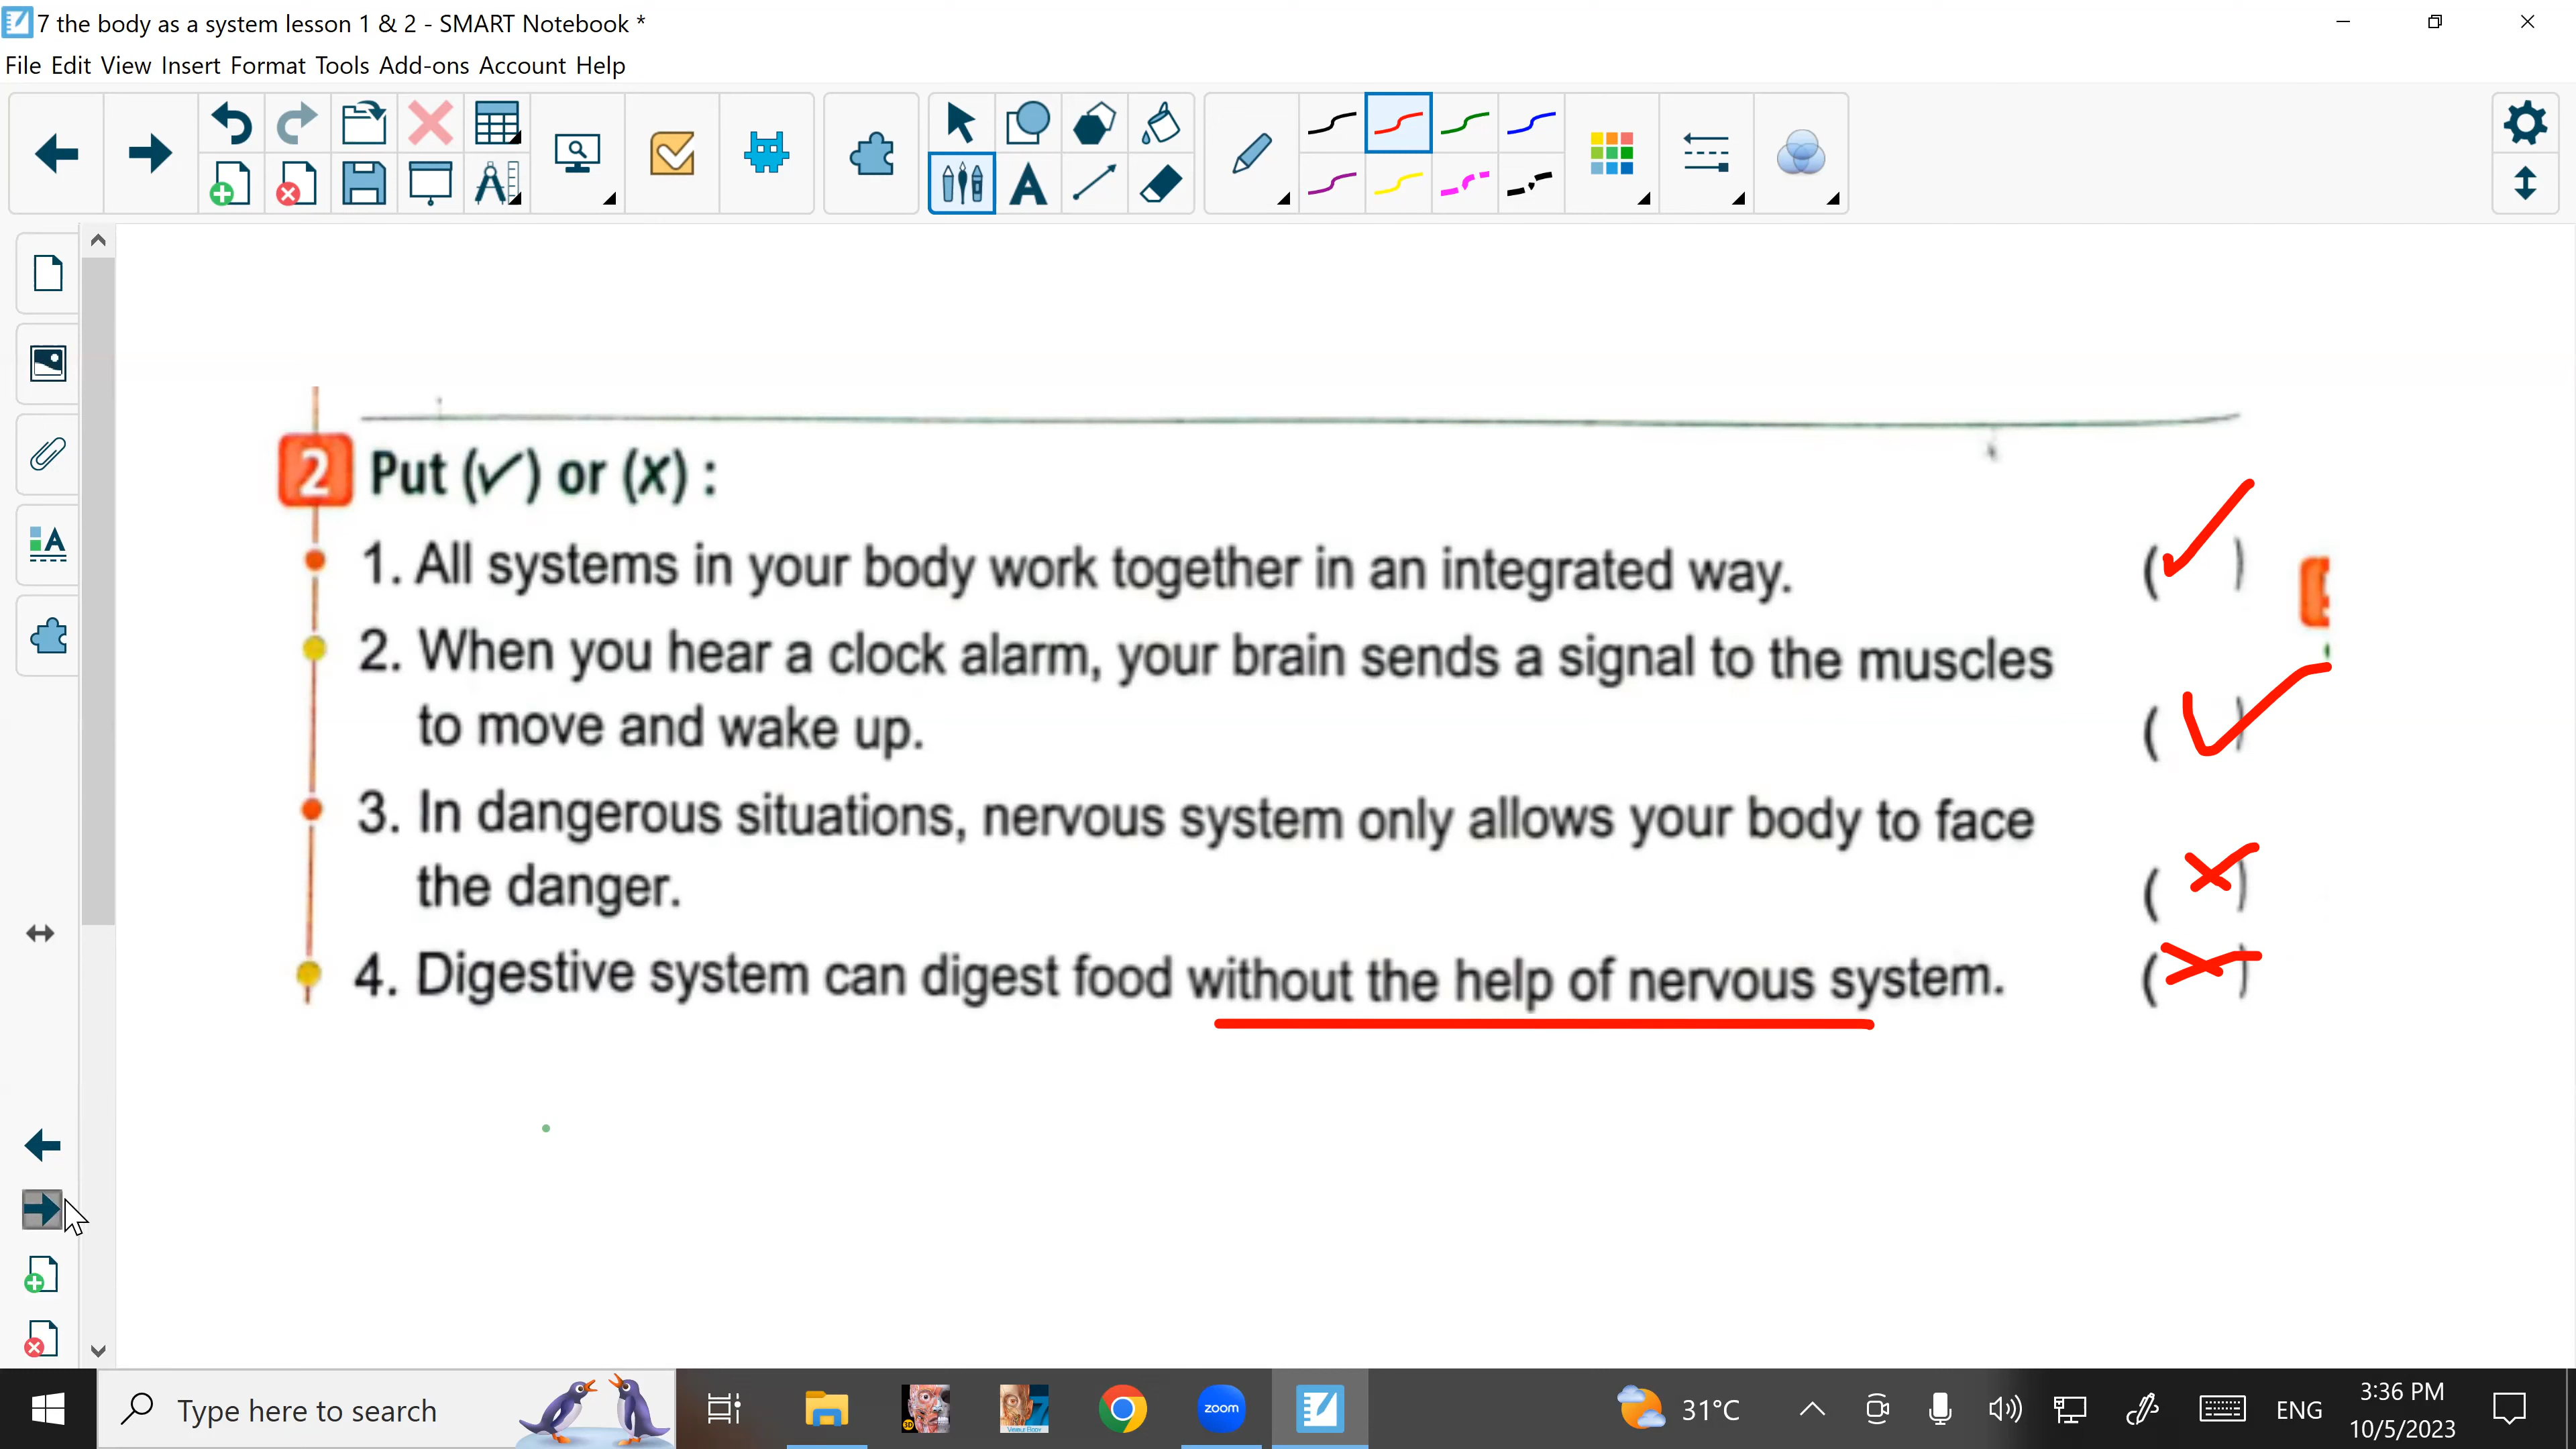 7 the body as a system lesson 1 & 2 - SMART Notebook *
File Edit View Insert Format Tools Add-ons Account Help
2 Put (✓) or (X) :
1. All systems in your body work together in an integrated way. (✓)
2. When you hear a clock alarm, your brain sends a signal to the muscles
to move and wake up. (✓)
3. In dangerous situations, nervous system only allows your body to face
the danger. (X)
4. Digestive system can digest food without the help of nervous system. (X)
Type here to search
zoom
31°C
ENG
3:36 PM
10/5/2023